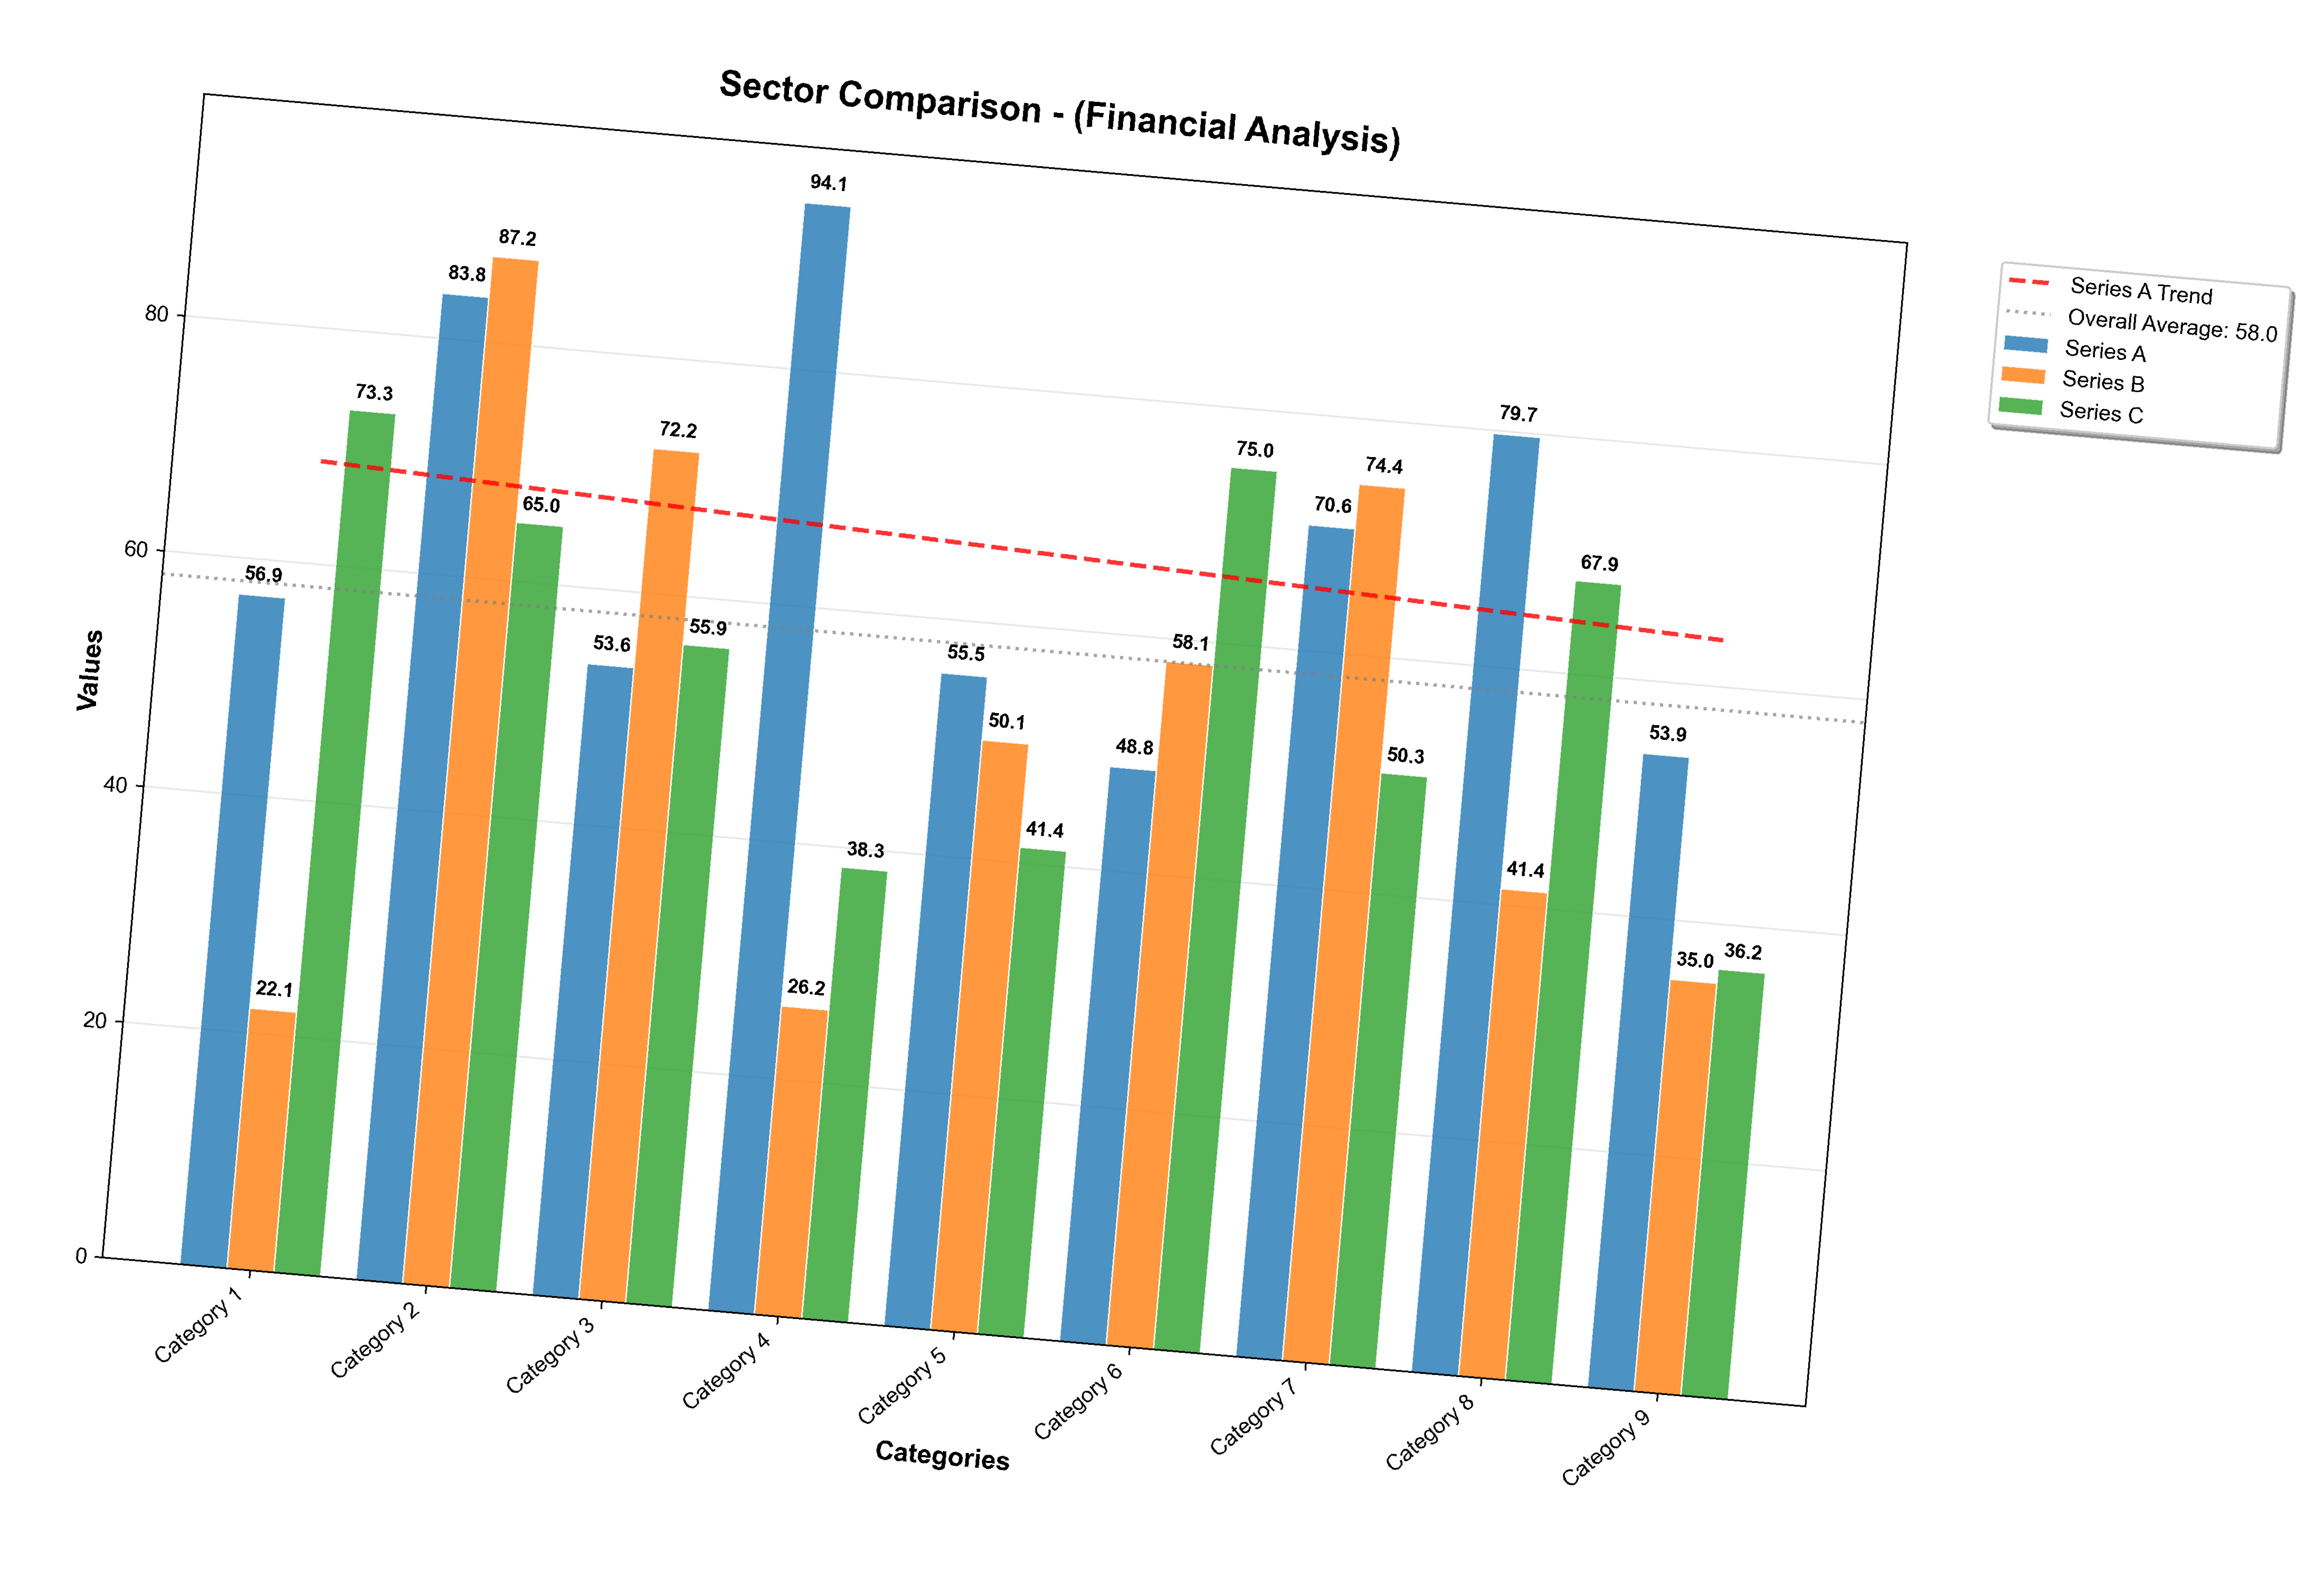 Sector Comparison - (Financial Analysis)
Values
80
60
40
20
0
56.9
22.1
73.3
83.8
87.2
65.0
53.6
72.2
55.9
94.1
26.2
38.3
55.5
50.1
41.4
48.8
58.1
75.0
70.6
74.4
50.3
79.7
41.4
67.9
53.9
35.0
36.2
Category 1
Category 2
Category 3
Category 4
Category 5
Category 6
Category 7
Category 8
Category 9
Categories
Series A Trend
Overall Average: 58.0
Series A
Series B
Series C